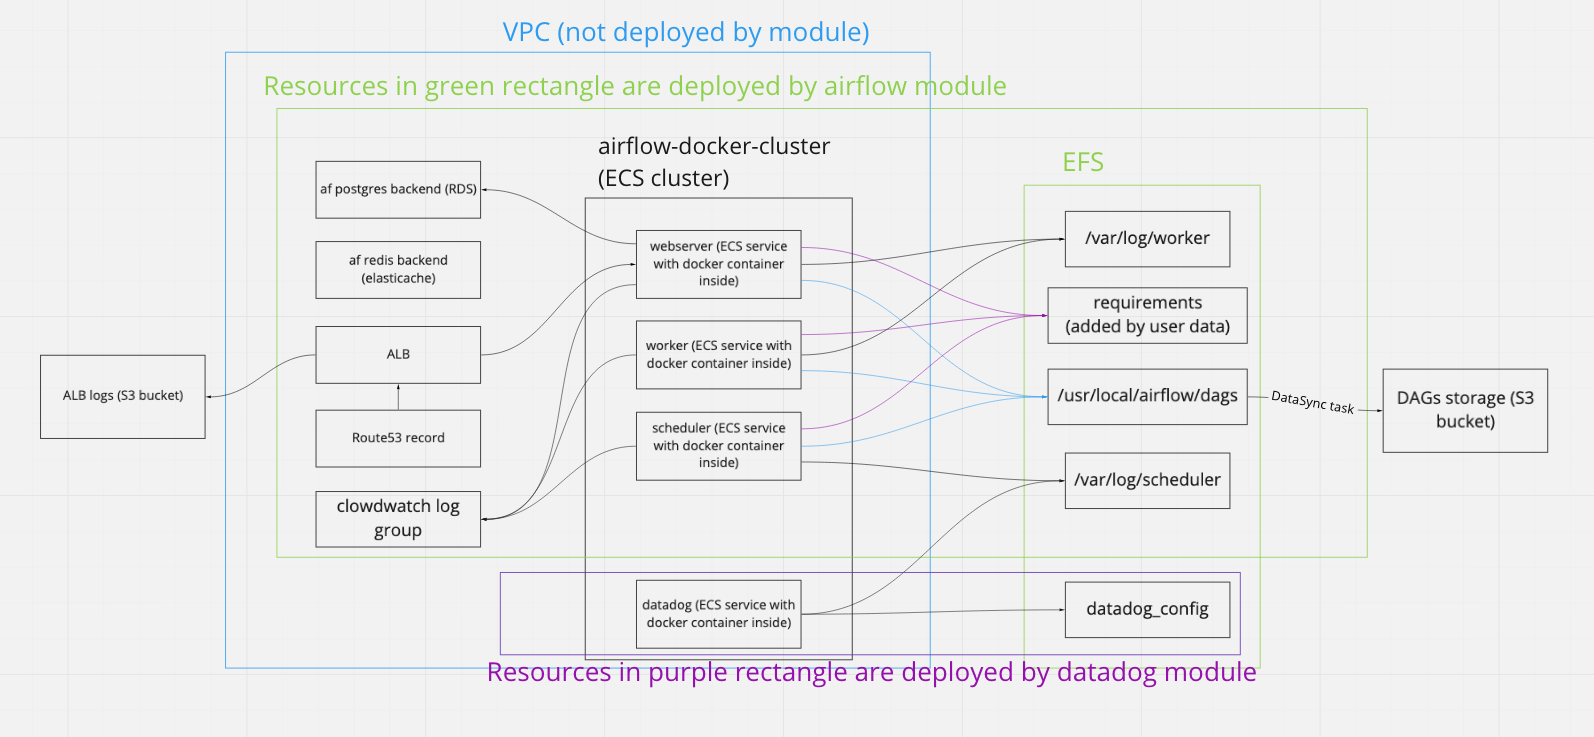 VPC (not deployed by module)
Resources in green rectangle are deployed by airflow module
airflow-docker-cluster
(ECS cluster)
EFS
af postgres backend (RDS)
af redis backend
(elasticache)
ALB
Route53 record
clowdwatch log
group
ALB logs (S3 bucket)
webserver (ECS service
with docker container
inside)
worker (ECS service with
docker container inside)
scheduler (ECS service
with docker container
inside)
datadog (ECS service with
docker container inside)
/var/log/worker
requirements
(added by user data)
/usr/local/airflow/dags
/var/log/scheduler
datadog_config
DataSync task
DAGs storage (S3
bucket)
Resources in purple rectangle are deployed by datadog module